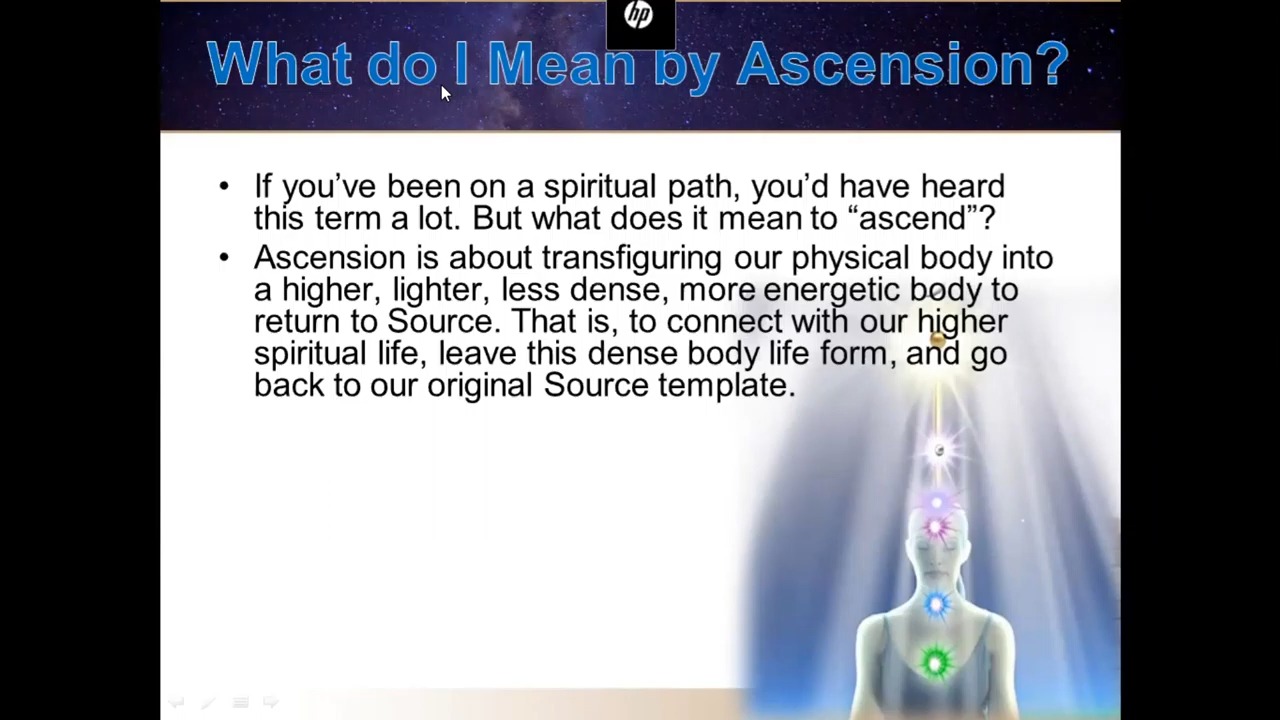 hp
What do I Mean by Ascension?
• If you’ve been on a spiritual path, you’d have heard
this term a lot. But what does it mean to “ascend”?
• Ascension is about transfiguring our physical body into
a higher, lighter, less dense, more energetic body to
return to Source. That is, to connect with our higher
spiritual life, leave this dense body life form, and go
back to our original Source template.